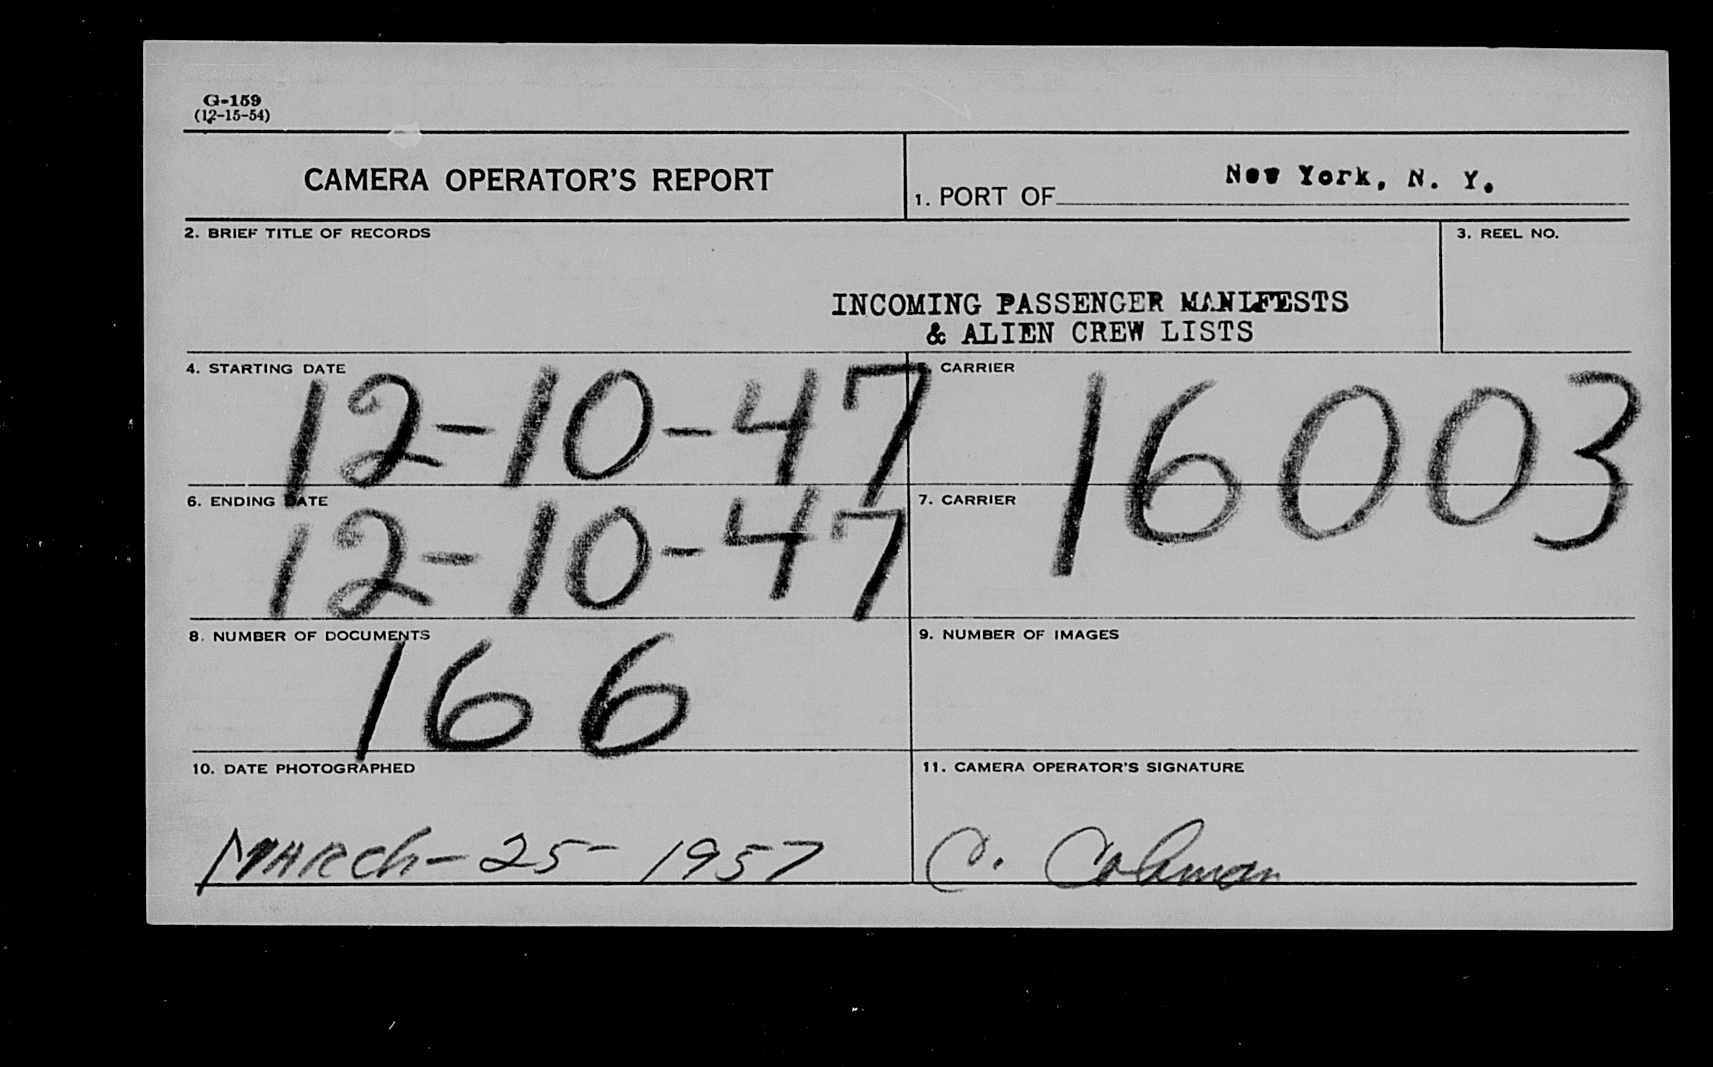 G-159
(12-15-54)
CAMERA OPERATOR'S REPORT
1. PORT OF New York, N. Y.
2. BRIEF TITLE OF RECORDS
3. REEL NO.
INCOMING PASSENGER MANIFESTS
& ALIEN CREW LISTS
4. STARTING DATE
12-10-47
CARRIER
16003
6. ENDING DATE
12-10-47
7. CARRIER
8. NUMBER OF DOCUMENTS
166
9. NUMBER OF IMAGES
10. DATE PHOTOGRAPHED
MARCh-25-1957
11. CAMERA OPERATOR'S SIGNATURE
C.